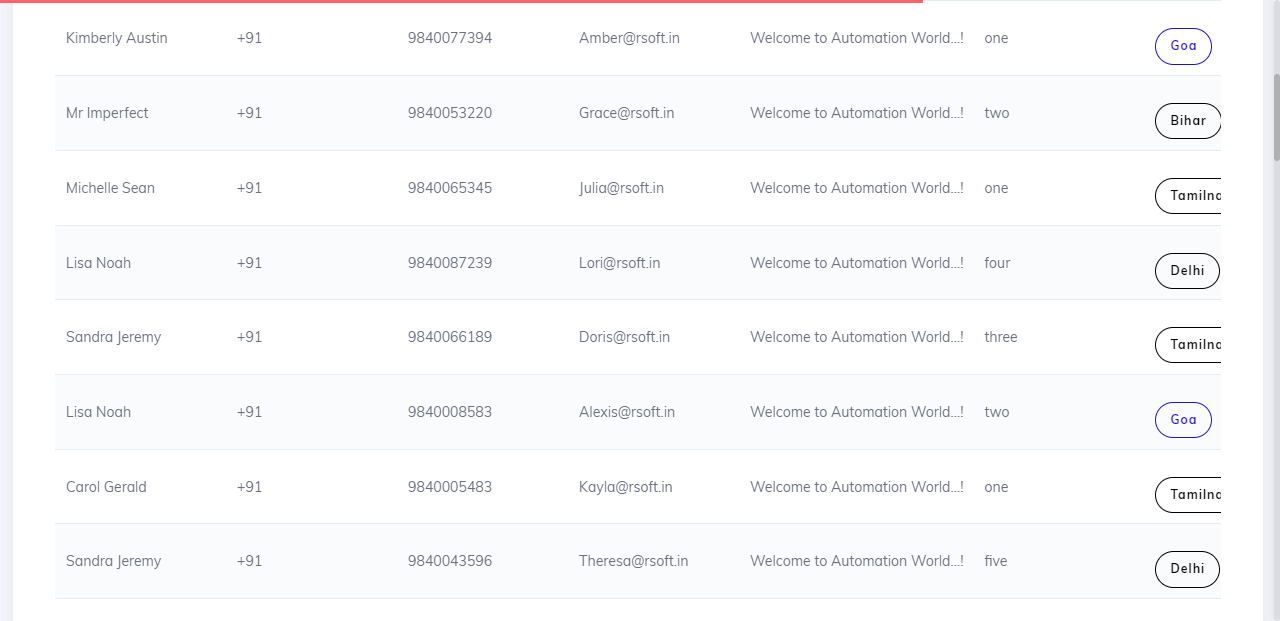 Kimberly Austin +91 9840077394 Amber@rsoft.in Welcome to Automation World...! one Goa
Mr Imperfect +91 9840053220 Grace@rsoft.in Welcome to Automation World...! two Bihar
Michelle Sean +91 9840065345 Julia@rsoft.in Welcome to Automation World...! one Tamilna
Lisa Noah +91 9840087239 Lori@rsoft.in Welcome to Automation World...! four Delhi
Sandra Jeremy +91 9840066189 Doris@rsoft.in Welcome to Automation World...! three Tamilna
Lisa Noah +91 9840008583 Alexis@rsoft.in Welcome to Automation World...! two Goa
Carol Gerald +91 9840005483 Kayla@rsoft.in Welcome to Automation World...! one Tamilna
Sandra Jeremy +91 9840043596 Theresa@rsoft.in Welcome to Automation World...! five Delhi